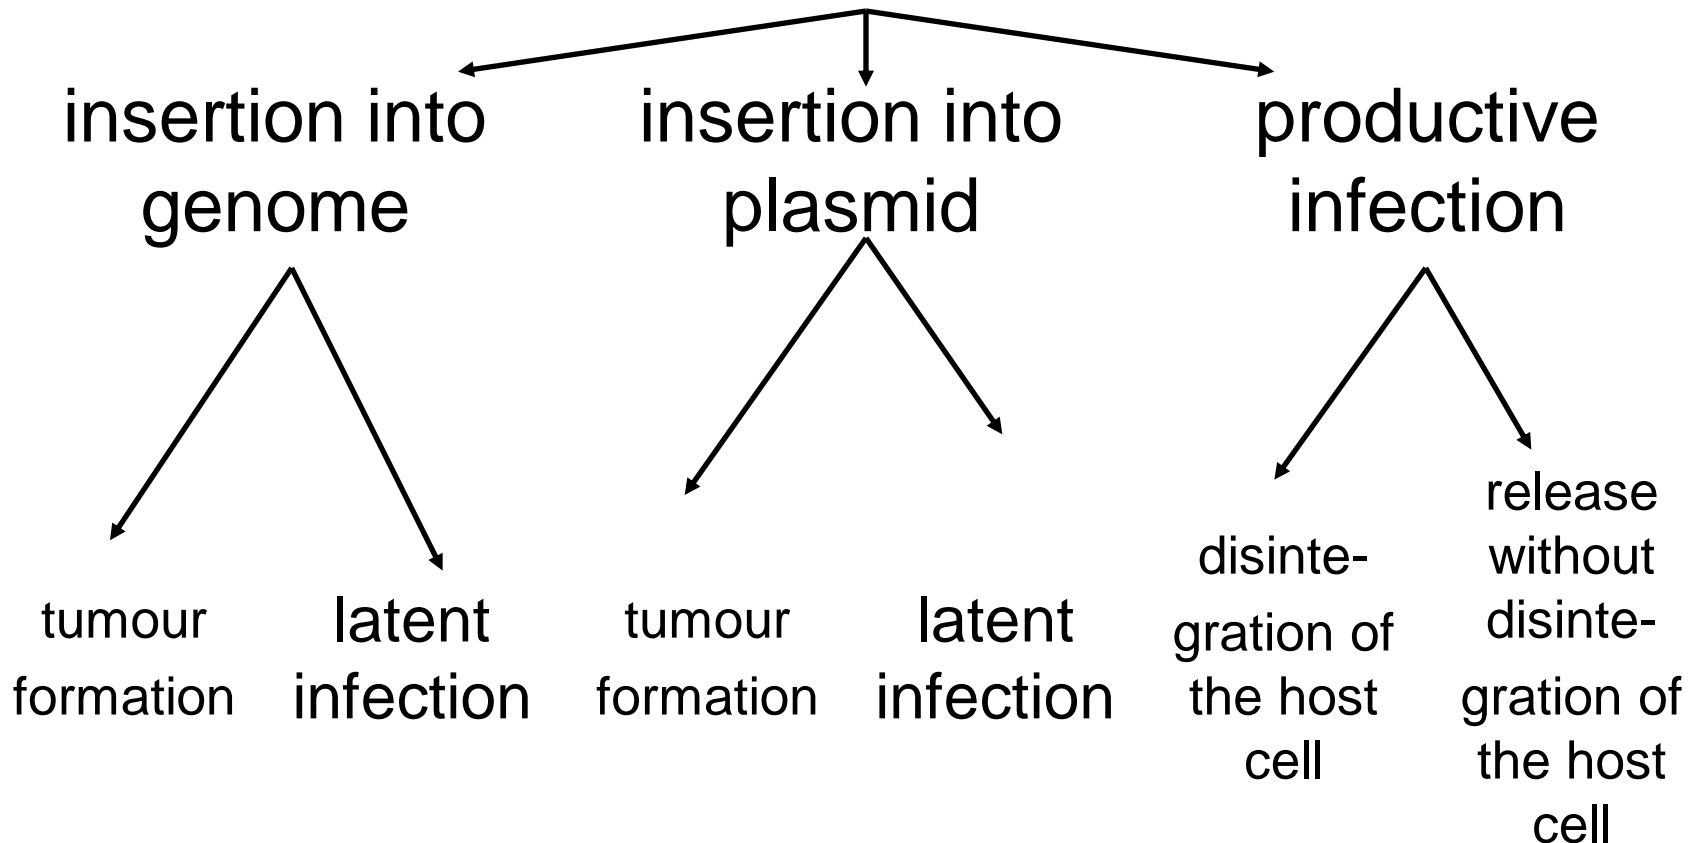 insertion into
genome
insertion into
plasmid
productive
infection
tumour
formation
latent
infection
tumour
formation
latent
infection
disinte-
gration of
the host
cell
release
without
disinte-
gration of
the host
cell